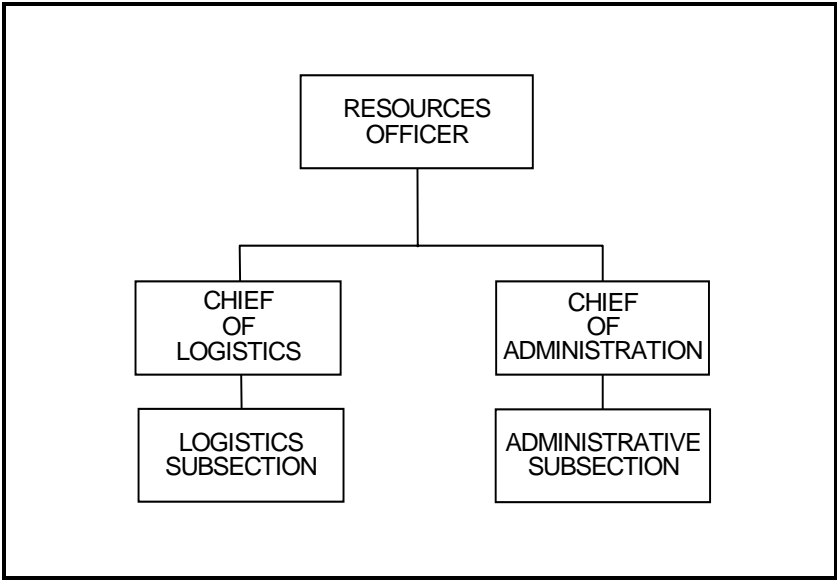 RESOURCES
OFFICER
CHIEF
OF
LOGISTICS
CHIEF
OF
ADMINISTRATION
LOGISTICS
SUBSECTION
ADMINISTRATIVE
SUBSECTION